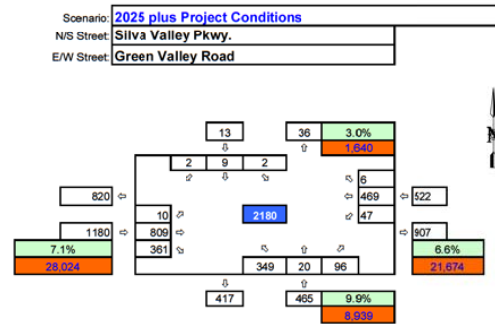 Scenario: 2025 plus Project Conditions
N/S Street: Silva Valley Pkwy.
E/W Street: Green Valley Road
N
13 36 3.0%
1,640
2 9 2
6
820 469 522
10 2180 47
1180 809 907
7.1% 361 6.6%
28,024 349 20 96 21,674
417 465 9.9%
8,939